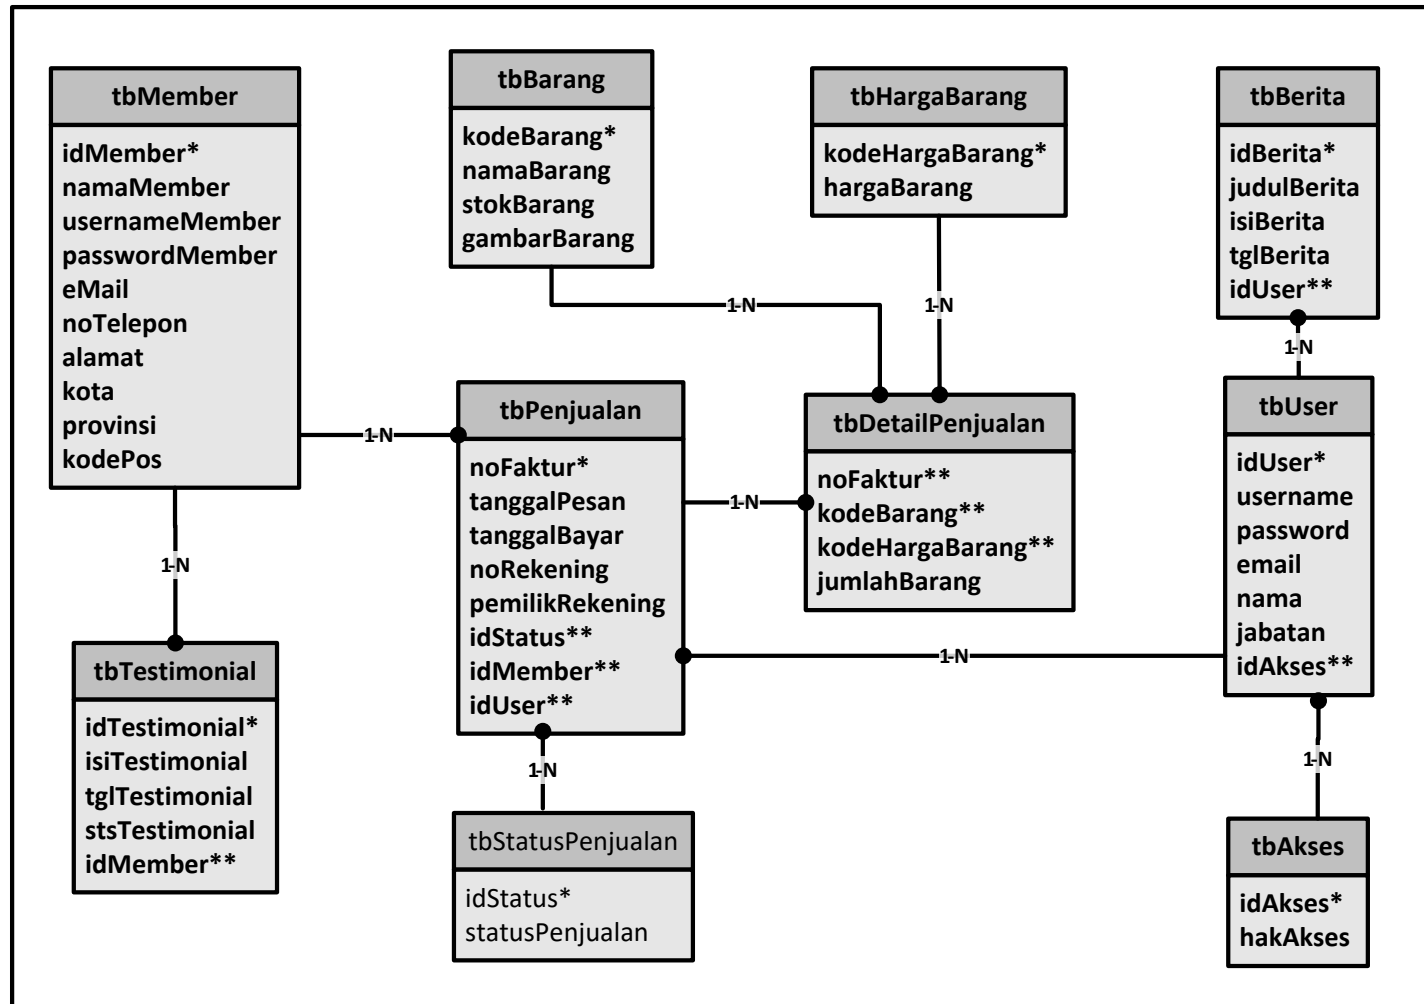 tbMember
idMember*
namaMember
usernameMember
passwordMember
eMail
noTelepon
alamat
kota
provinsi
kodePos
tbBarang
kodeBarang*
namaBarang
stokBarang
gambarBarang
tbHargaBarang
kodeHargaBarang*
hargaBarang
tbBerita
idBerita*
judulBerita
isiBerita
tglBerita
idUser**
1-N
1-N
1-N
tbPenjualan
noFaktur*
tanggalPesan
tanggalBayar
noRekening
pemilikRekening
idStatus**
idMember**
idUser**
tbDetailPenjualan
noFaktur**
kodeBarang**
kodeHargaBarang**
jumlahBarang
tbUser
idUser*
username
password
email
nama
jabatan
idAkses**
1-N
1-N
1-N
1-N
tbTestimonial
idTestimonial*
isiTestimonial
tglTestimonial
stsTestimonial
idMember**
1-N
1-N
tbStatusPenjualan
idStatus*
statusPenjualan
tbAkses
idAkses*
hakAkses